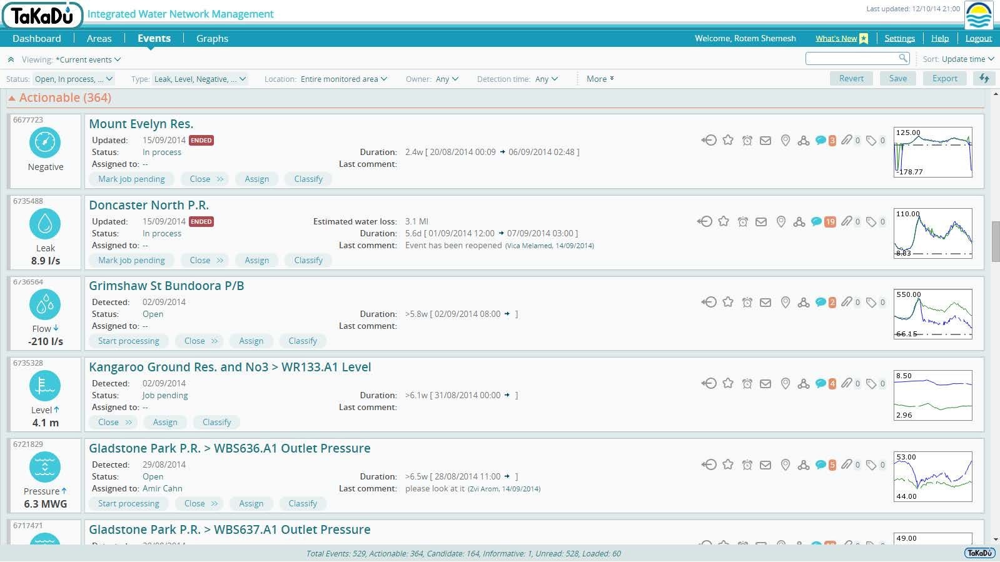 TaKaDu Integrated Water Network Management Last updated: 12/10/14 21:00
Dashboard Areas Events Graphs Welcome, Rotem Shemesh What's New Settings Help Logout
Viewing: *Current events Sort: Update time
Status: Open, In process, ... Type: Leak, Level, Negative, ... Location: Entire monitored area Owner: Any Detection time: Any More Revert Save Export
Actionable (364)
6677723
Negative
Mount Evelyn Res.
Updated: 15/09/2014 ENDED
Status: In process Duration: 2.4w [ 20/08/2014 00:09 → 06/09/2014 02:48 ]
Assigned to: -- Last comment:
Mark job pending Close >> Assign Classify
3 0 0
125.00
-178.77
6735488
Leak
8.9 l/s
Doncaster North P.R.
Updated: 15/09/2014 ENDED Estimated water loss: 3.1 Ml
Status: In process Duration: 5.6d [ 01/09/2014 12:00 → 07/09/2014 03:00 ]
Assigned to: -- Last comment: Event has been reopened (Vica Melamed, 14/09/2014)
Mark job pending Close >> Assign Classify
19 0 0
110.00
8.83
6736564
Flow ↓
-210 l/s
Grimshaw St Bundoora P/B
Detected: 02/09/2014
Status: Open Duration: >5.8w [ 02/09/2014 08:00 → ]
Assigned to: -- Last comment:
Start processing Close >> Assign Classify
2 0 0
550.00
66.15
6735328
Level ↑
4.1 m
Kangaroo Ground Res. and No3 > WR133.A1 Level
Detected: 02/09/2014
Status: Job pending Duration: >6.1w [ 31/08/2014 00:00 → ]
Assigned to: -- Last comment:
Close >> Assign Classify
4 0 0
8.50
2.96
6721829
Pressure ↑
6.3 MWG
Gladstone Park P.R. > WBS636.A1 Outlet Pressure
Detected: 29/08/2014
Status: Open Duration: >6.5w [ 28/08/2014 11:00 → ]
Assigned to: Amir Cahn Last comment: please look at it (Zvi Arom, 14/09/2014)
Start processing Close >> Assign Classify
5 0 0
53.00
44.00
6717471
Gladstone Park P.R. > WBS637.A1 Outlet Pressure
49.00
Total Events: 529, Actionable: 364, Candidate: 164, Informative: 1, Unread: 528, Loaded: 60
TaKaDu